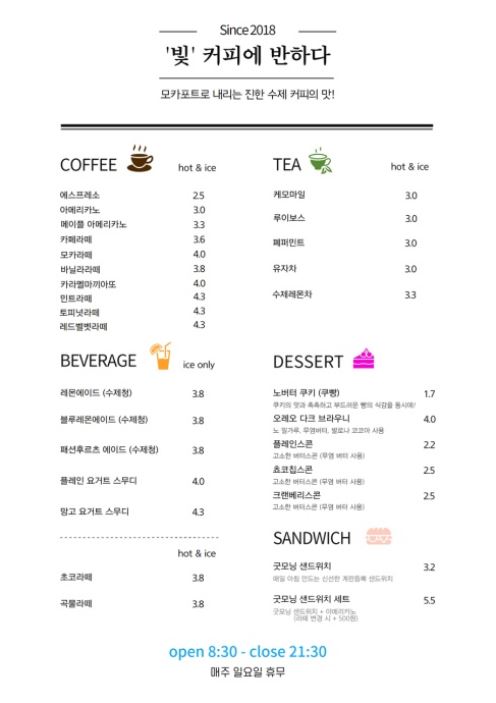 Since2018
'빛' 커피에 반하다
모카포트로 내리는 진한 수제 커피의 맛!
COFFEE hot & ice
에스프레소 2.5
아메리카노 3.0
메이플 아메리카노 3.3
카페라떼 3.6
모카라떼 4.0
바닐라라떼 3.8
카라멜마끼아또 4.0
민트라떼 4.3
토피넛라떼 4.3
레드벨벳라떼 4.3
TEA hot & ice
케모마일 3.0
루이보스 3.0
페퍼민트 3.0
유자차 3.0
수제레몬차 3.3
BEVERAGE ice only
레몬에이드 (수제청) 3.8
블루레몬에이드 (수제청) 3.8
패션후르츠 에이드 (수제청) 3.8
플레인 요거트 스무디 4.0
망고 요거트 스무디 4.3
hot & ice
초코라떼 3.8
곡물라떼 3.8
DESSERT
노버터 쿠키 (쿠빵) 1.7
쿠키의 맛과 촉촉하고 부드러운 빵의 식감을 동시에!
오레오 다크 브라우니 4.0
노 밀가루, 무염버터, 발로나 코코아 사용
플레인스콘 2.2
고소한 버터스콘 (무염 버터 사용)
쵸코칩스콘 2.5
고소한 버터스콘 (무염 버터 사용)
크랜베리스콘 2.5
고소한 버터스콘 (무염 버터 사용)
SANDWICH
굿모닝 샌드위치 3.2
매일 아침 만드는 신선한 계란듬뿍 샌드위치
굿모닝 샌드위치 세트 5.5
굿모닝 샌드위치 + 아메리카노
(라떼 변경 시 + 500원)
open 8:30 - close 21:30
매주 일요일 휴무